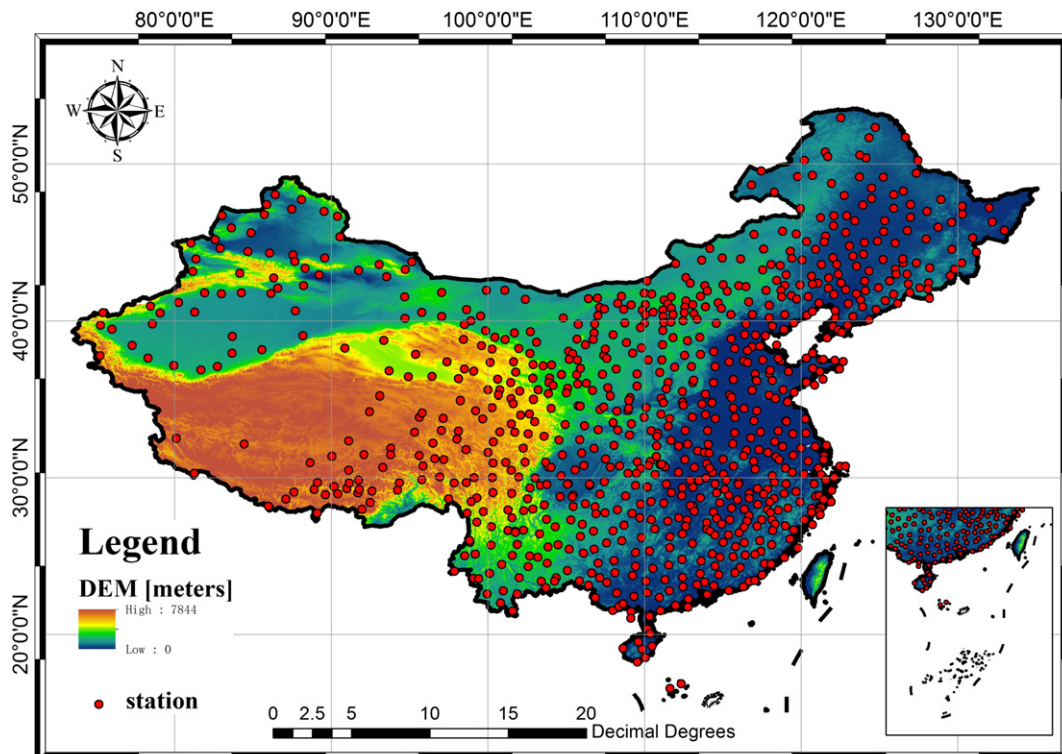 80°0'0"E 90°0'0"E 100°0'0"E 110°0'0"E 120°0'0"E 130°0'0"E
N
W E
S
50°0'0"N
40°0'0"N
30°0'0"N
20°0'0"N
Legend
DEM [meters]
High : 7844
Low : 0
station
0 2.5 5 10 15 20
Decimal Degrees